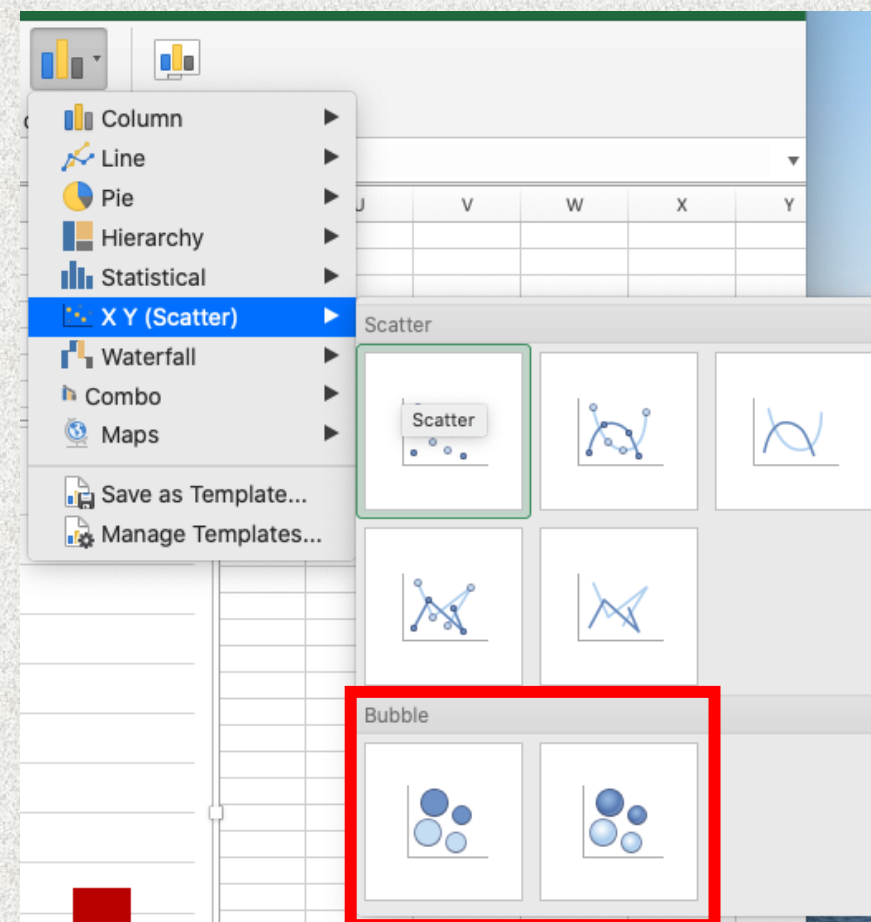 Column
Line
Pie
Hierarchy
Statistical
X Y (Scatter)
Waterfall
Combo
Maps
Save as Template...
Manage Templates...
V W X Y
Scatter
Scatter
Bubble